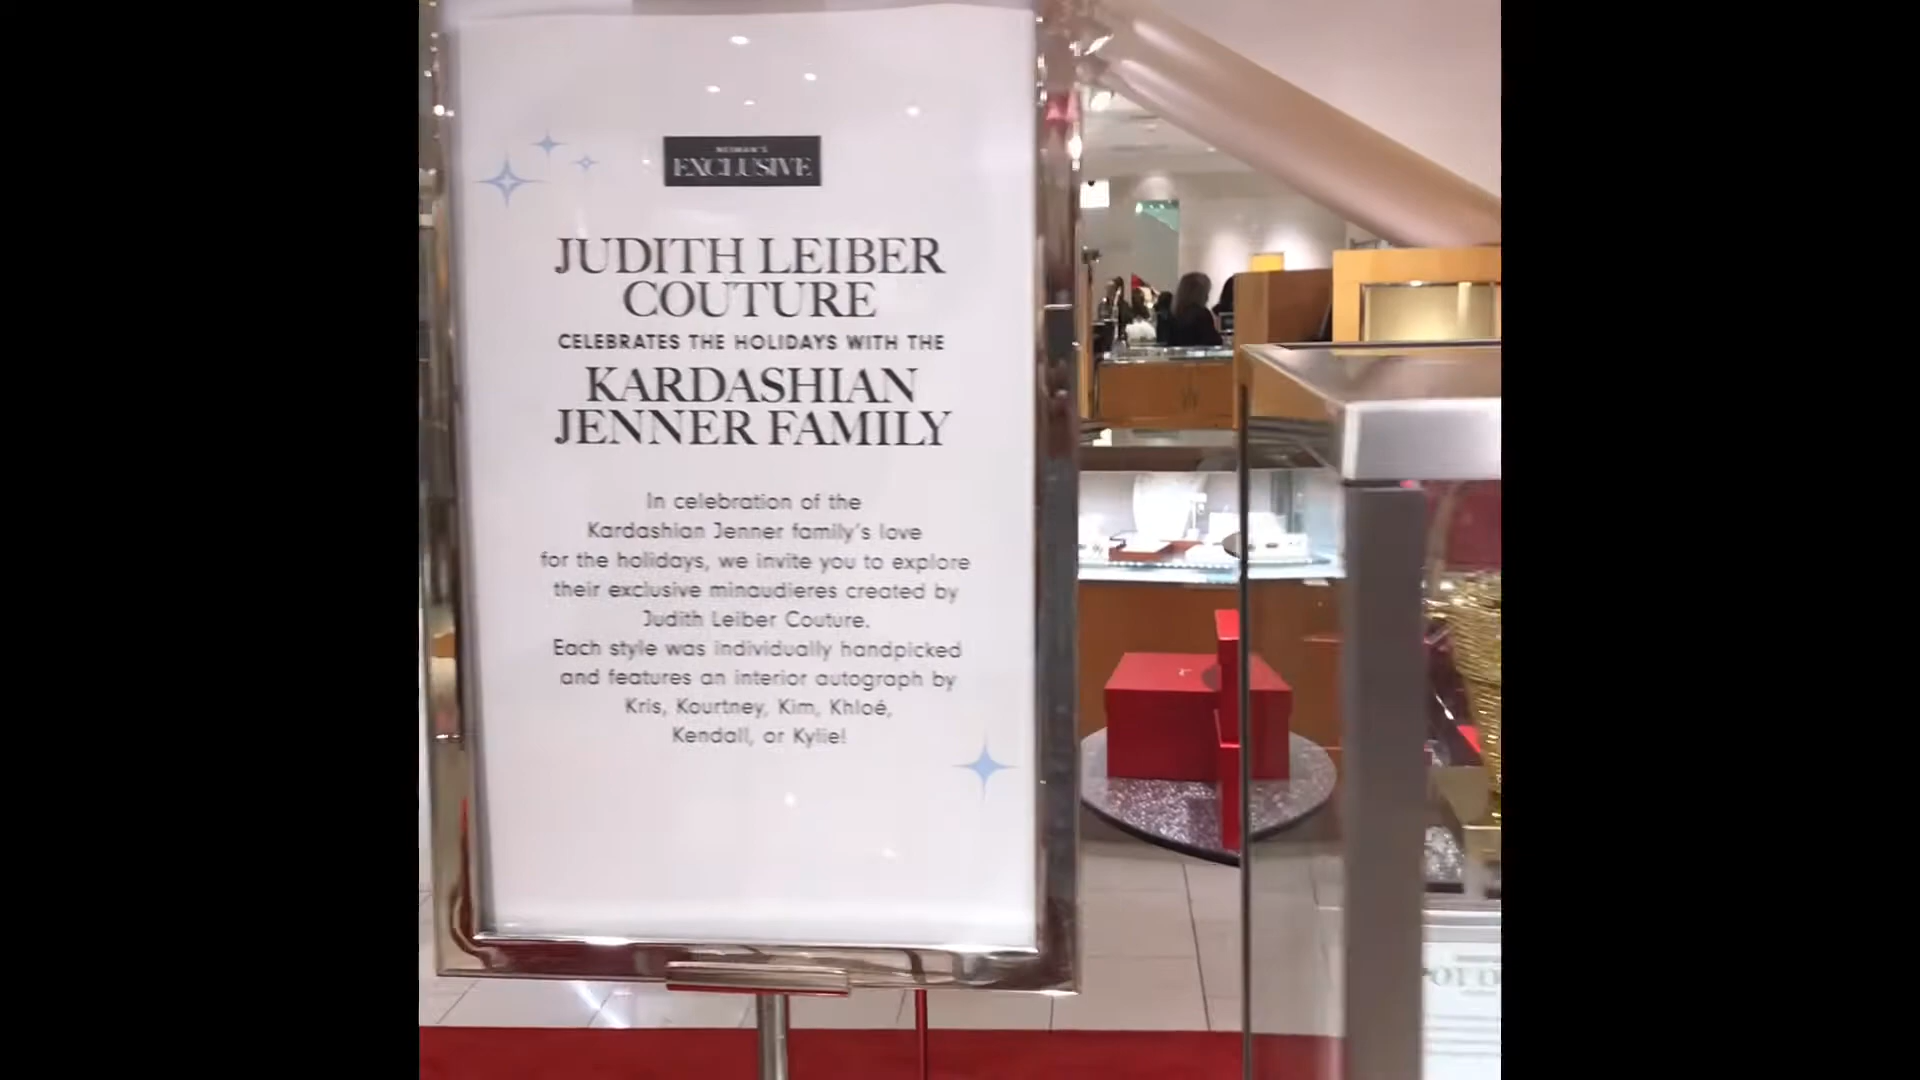 NEIMAN'S
EXCLUSIVE
JUDITH LEIBER
COUTURE
CELEBRATES THE HOLIDAYS WITH THE
KARDASHIAN
JENNER FAMILY
In celebration of the
Kardashian Jenner family's love
for the holidays, we invite you to explore
their exclusive minaudieres created by
Judith Leiber Couture.
Each style was individually handpicked
and features an interior autograph by
Kris, Kourtney, Kim, Khloé,
Kendall, or Kylie!